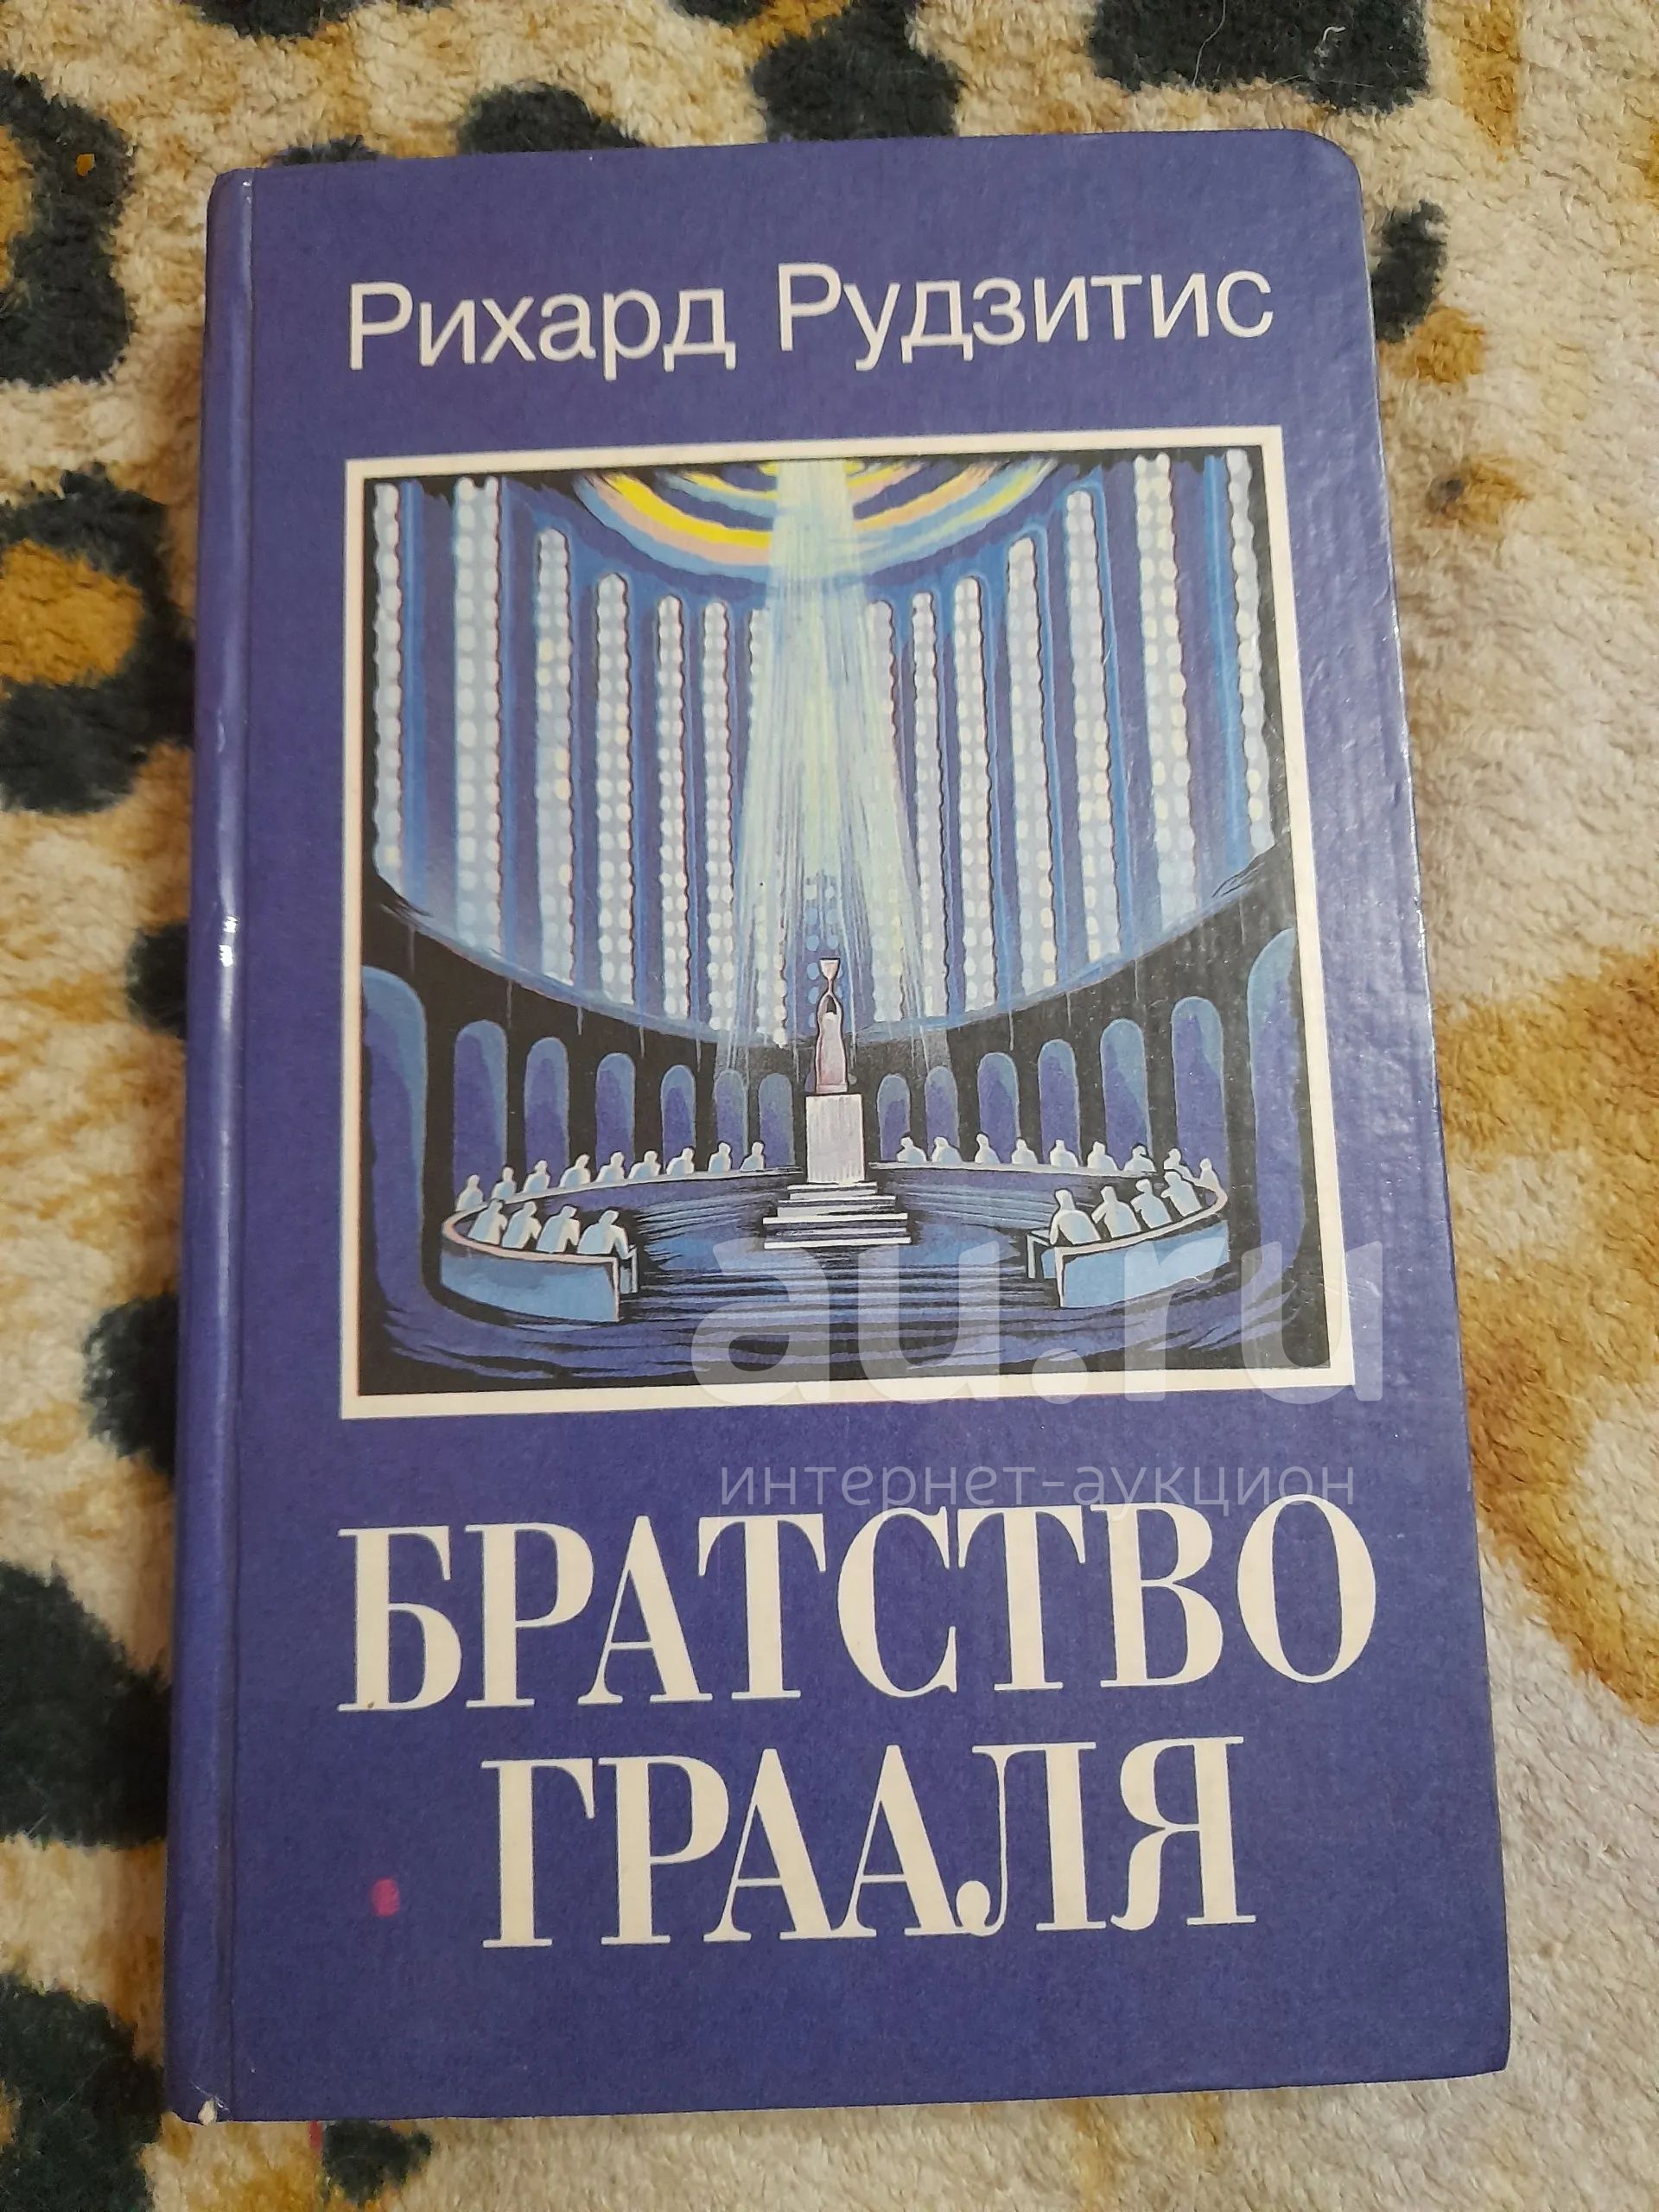 Рихард Рудзитис
au.ru
интернет-аукцион
БРАТСТВО
ГРААЛЯ